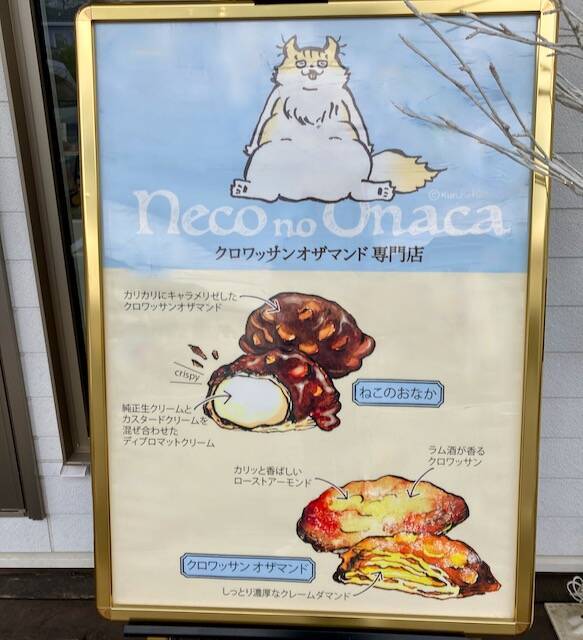 Neco no Onaca
クロワッサンオザマンド 専門店
カリカリにキャラメリゼした
クロワッサンオザマンド
crispy
ねこのおなか
純正生クリームと
カスタードクリームを
混ぜ合わせた
ディプロマットクリーム
ラム酒が香る
クロワッサン
カリッと香ばしい
ローストアーモンド
クロワッサン オザマンド
しっとり濃厚なクレームダマンド